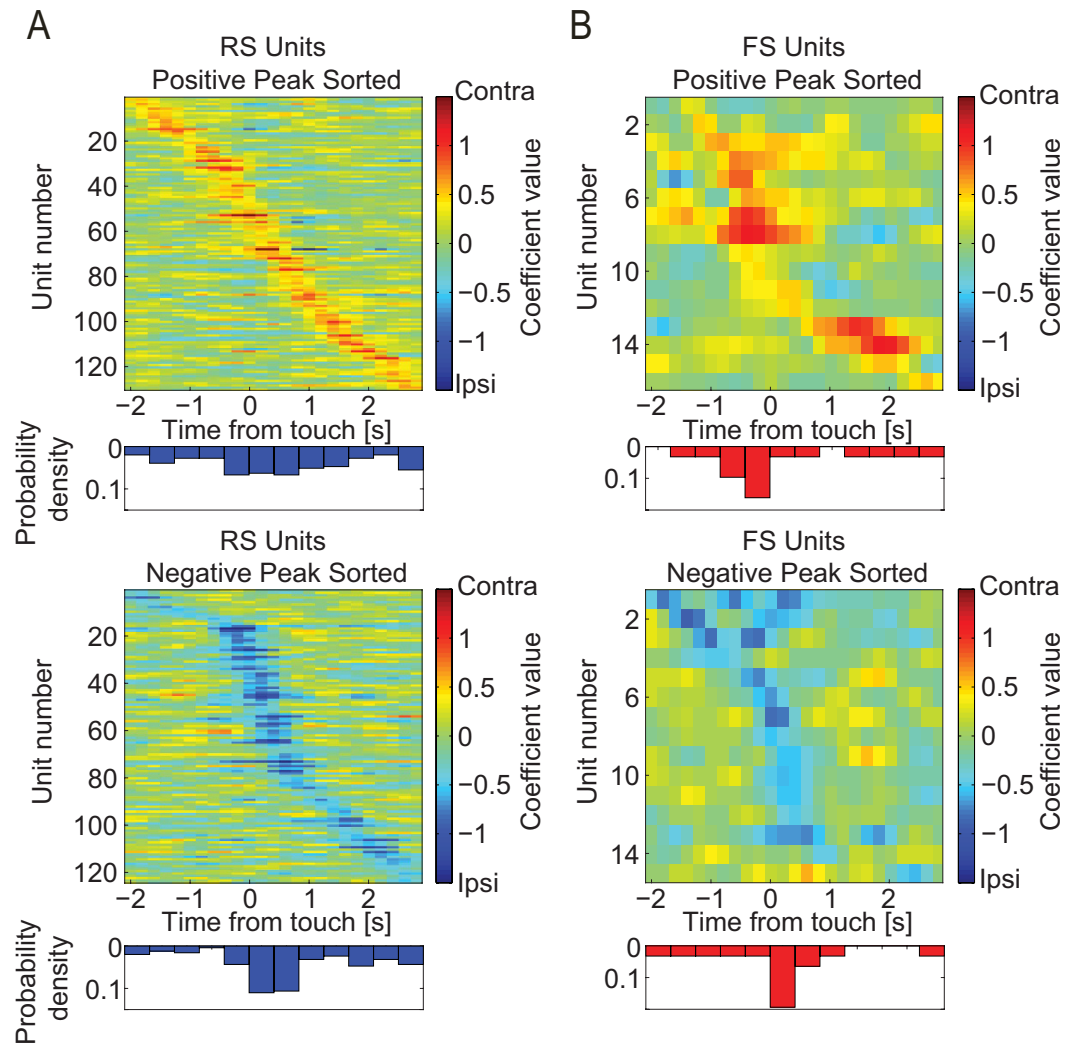 A
RS Units
Positive Peak Sorted
Unit number
20
40
60
80
100
120
−2 −1 0 1 2
Time from touch [s]
Contra
1
0.5
0
−0.5
−1
Ipsi
Coefficient value
Probability density
0
0.1
RS Units
Negative Peak Sorted
Unit number
20
40
60
80
100
120
−2 −1 0 1 2
Time from touch [s]
Contra
1
0.5
0
−0.5
−1
Ipsi
Coefficient value
Probability density
0
0.1
B
FS Units
Positive Peak Sorted
Unit number
2
6
10
14
−2 −1 0 1 2
Time from touch [s]
Contra
1
0.5
0
−0.5
−1
Ipsi
Coefficient value
0
0.1
FS Units
Negative Peak Sorted
Unit number
2
6
10
14
−2 −1 0 1 2
Time from touch [s]
Contra
1
0.5
0
−0.5
−1
Ipsi
Coefficient value
0
0.1